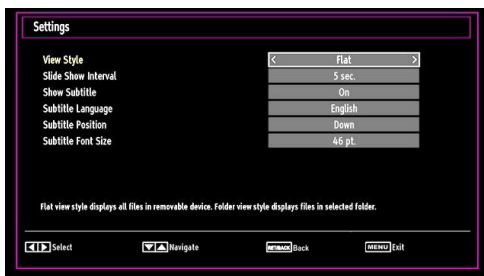 Settings
View Style < Flat >
Slide Show Interval 5 sec.
Show Subtitle On
Subtitle Language English
Subtitle Position Down
Subtitle Font Size 46 pt.
Flat view style displays all files in removable device. Folder view style displays files in selected folder.
Select Navigate RET/BACK Back MENU Exit